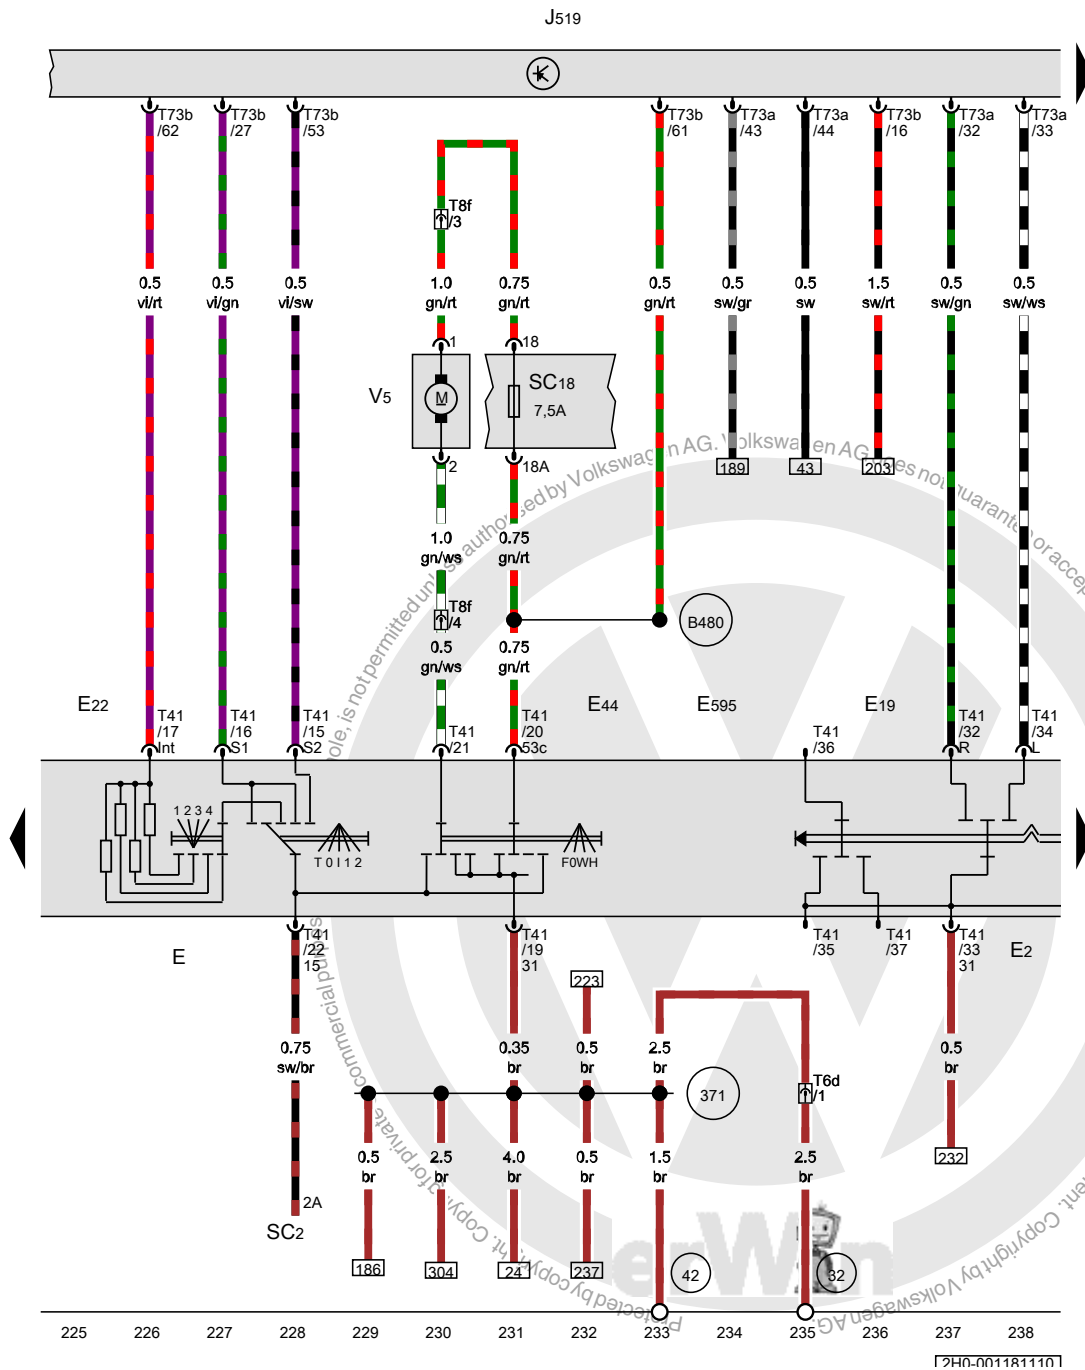 J519
T73b /62
T73b /27
T73b /53
T73b /61
T73a /43
T73a /44
T73b /16
T73a /32
T73a /33
T8f /3
0.5 vi/rt
0.5 vi/gn
0.5 vi/sw
1.0 gn/rt
0.75 gn/rt
0.5 gn/rt
0.5 sw/gr
0.5 sw
1.5 sw/rt
0.5 sw/gn
0.5 sw/ws
1
18
V5
M
SC18
7,5A
2
18A
189
43
203
1.0 gn/ws
0.75 gn/rt
T8f /4
B480
0.5 gn/ws
0.75 gn/rt
E22
E44
E595
E19
T41 /17 Int
T41 /16 S1
T41 /15 S2
T41 /21
T41 /20 53c
T41 /36
T41 /32 R
T41 /34 L
1 2 3 4
T 0 I 1 2
F0WH
E
T41 /22 15
T41 /19 31
T41 /35
T41 /37
T41 /33 31
E2
223
0.75 sw/br
0.35 br
0.5 br
2.5 br
0.5 br
371
T6d /1
0.5 br
2.5 br
4.0 br
0.5 br
1.5 br
2.5 br
232
2A
SC2
186
304
24
237
42
32
erWin
225 226 227 228 229 230 231 232 233 234 235 236 237 238
2H0-001181110